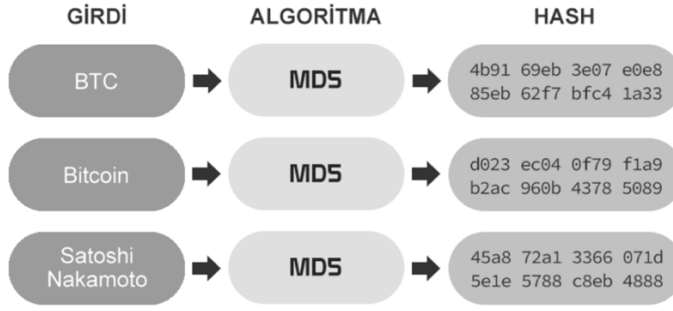 GİRDİ ALGORİTMA HASH
BTC MD5 4b91 69eb 3e07 e0e8
85eb 62f7 bfc4 1a33
Bitcoin MD5 d023 ec04 0f79 f1a9
b2ac 960b 4378 5089
Satoshi
Nakamoto MD5 45a8 72a1 3366 071d
5e1e 5788 c8eb 4888